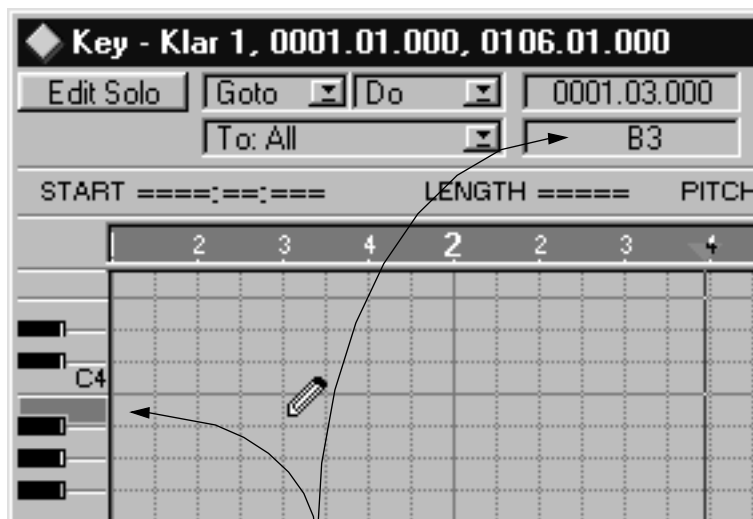 Key - Klar 1, 0001.01.000, 0106.01.000
Edit Solo Goto Do 0001.03.000
To: All B3
START ====:==:=== LENGTH ===== PITCH
2 3 4 2 2 3 4
C4